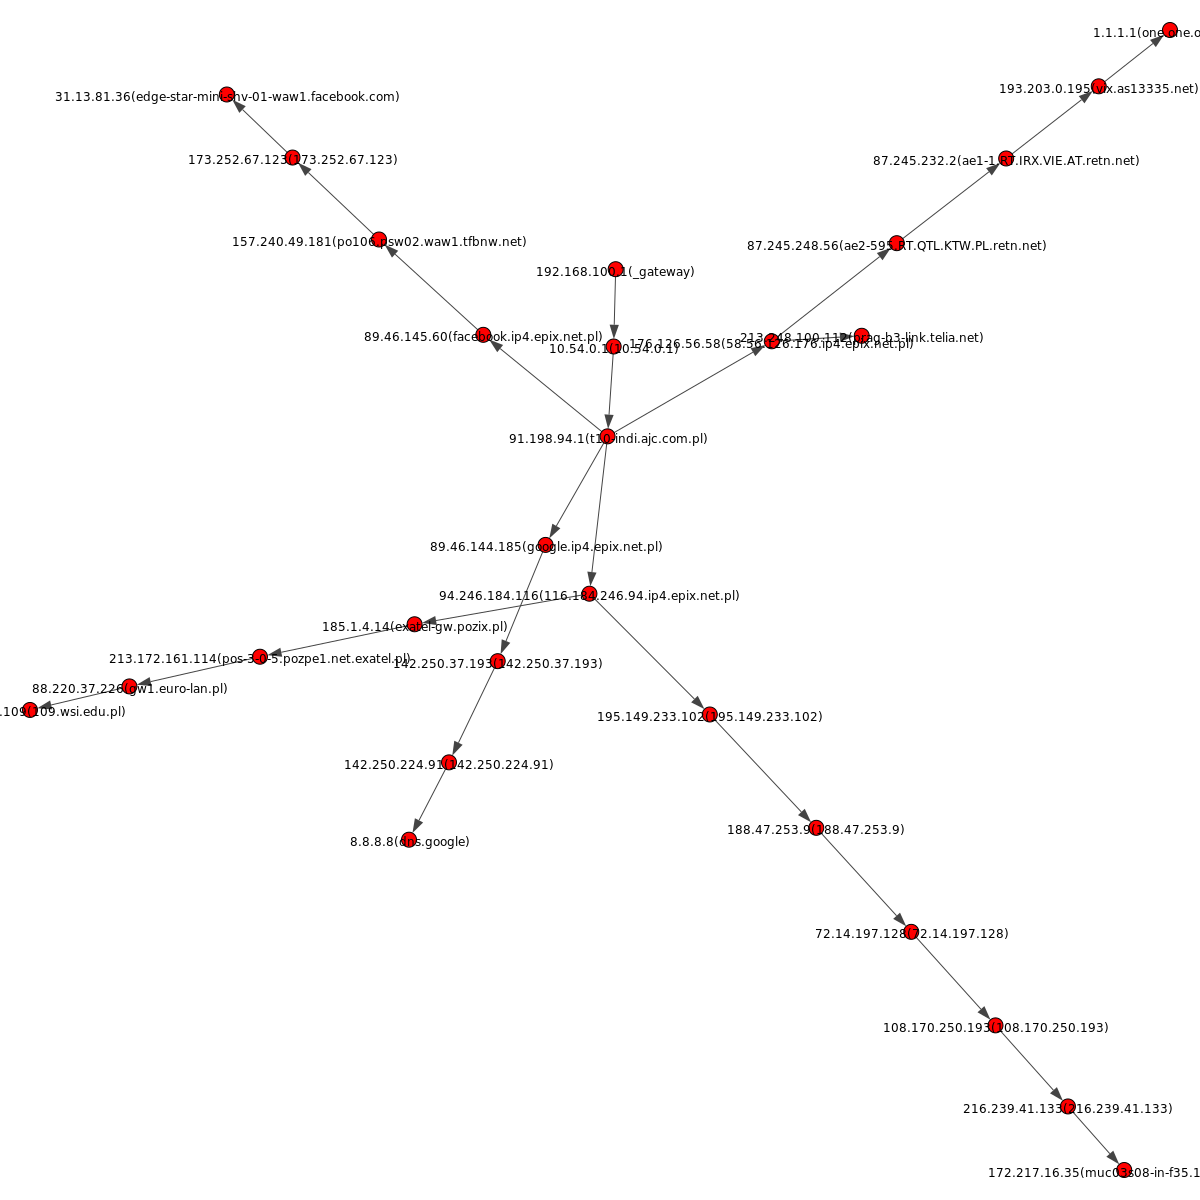 1.1.1.1(one.one.o
193.203.0.195(vix.as13335.net)
31.13.81.36(edge-star-mini-shv-01-waw1.facebook.com)
173.252.67.123(173.252.67.123)
87.245.232.2(ae1-1.RT.IRX.VIE.AT.retn.net)
157.240.49.181(po106.psw02.waw1.tfbnw.net)
87.245.248.56(ae2-595.RT.QTL.KTW.PL.retn.net)
192.168.100.1(_gateway)
89.46.145.60(facebook.ip4.epix.net.pl)
10.54.0.1(10.54.0.1)
176.126.56.58(58.56.126.176.ip4.epix.net.pl)
91.198.94.1(t10.indi.ajc.com.pl)
89.46.144.185(google.ip4.epix.net.pl)
94.246.184.116(116.184.246.94.ip4.epix.net.pl)
185.1.4.14(exatel-gw.pozix.pl)
213.172.161.114(pos-3-0-5.pozpe1.net.exatel.pl)
142.250.37.193(142.250.37.193)
88.220.37.226(gw1.euro-lan.pl)
.109(109.wsi.edu.pl)
195.149.233.102(195.149.233.102)
142.250.224.91(142.250.224.91)
188.47.253.9(188.47.253.9)
8.8.8.8(dns.google)
72.14.197.128(72.14.197.128)
108.170.250.193(108.170.250.193)
216.239.41.133(216.239.41.133)
172.217.16.35(muc03s08-in-f35.1